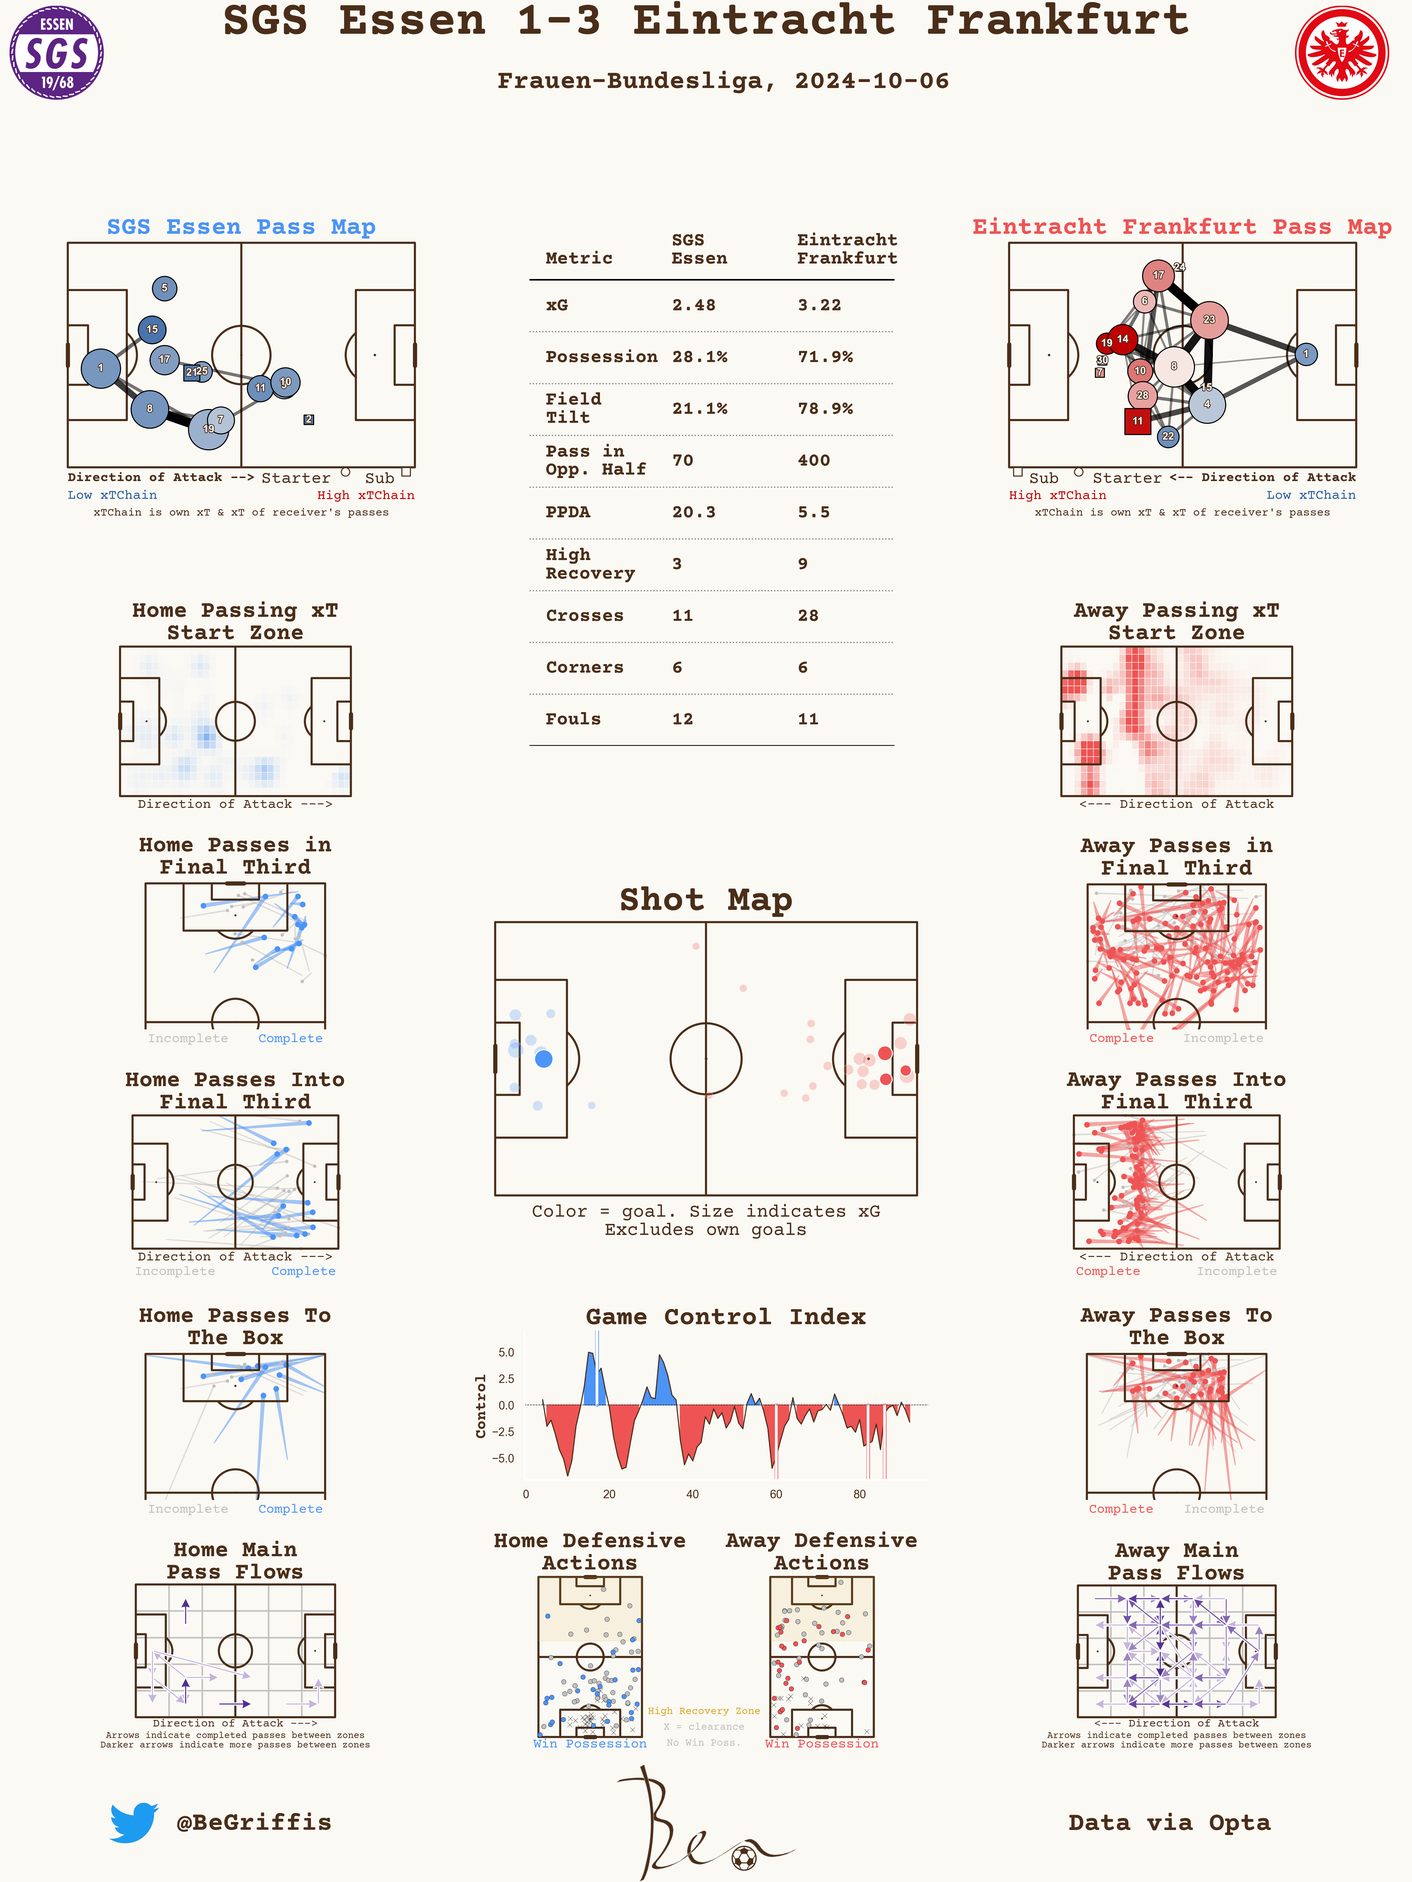 SGS Essen 1-3 Eintracht Frankfurt
Frauen-Bundesliga, 2024-10-06
ESSEN
SGS
19/68
SGS Essen Pass Map
5
15
17
21
25
1
8
19
7
11
10
2
Direction of Attack --> Starter Sub
Low xTChain High xTChain
xTChain is own xT & xT of receiver's passes
Metric SGS Essen Eintracht Frankfurt
xG 2.48 3.22
Possession 28.1% 71.9%
Field Tilt 21.1% 78.9%
Pass in Opp. Half 70 400
PPDA 20.3 5.5
High Recovery 3 9
Crosses 11 28
Corners 6 6
Fouls 12 11
Eintracht Frankfurt Pass Map
17
24
6
23
19
14
30
7
10
8
1
28
15
4
11
22
Sub Starter <-- Direction of Attack
High xTChain Low xTChain
xTChain is own xT & xT of receiver's passes
Home Passing xT
Start Zone
Direction of Attack --->
Away Passing xT
Start Zone
<--- Direction of Attack
Home Passes in
Final Third
Incomplete Complete
Away Passes in
Final Third
Complete Incomplete
Shot Map
Color = goal. Size indicates xG
Excludes own goals
Home Passes Into
Final Third
Direction of Attack --->
Incomplete Complete
Away Passes Into
Final Third
<--- Direction of Attack
Complete Incomplete
Home Passes To
The Box
Incomplete Complete
Game Control Index
Control
5.0
2.5
0.0
−2.5
−5.0
0 20 40 60 80
Away Passes To
The Box
Complete Incomplete
Home Main
Pass Flows
Direction of Attack --->
Arrows indicate completed passes between zones
Darker arrows indicate more passes between zones
Home Defensive
Actions
Win Possession
High Recovery Zone
X = clearance
No Win Poss.
Away Defensive
Actions
Win Possession
Away Main
Pass Flows
<--- Direction of Attack
Arrows indicate completed passes between zones
Darker arrows indicate more passes between zones
@BeGriffis
Ben
Data via Opta